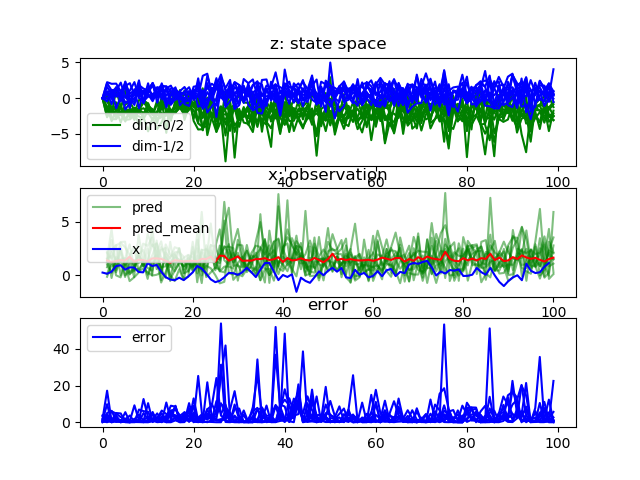 z: state space
5
0
−5
dim-0/2
dim-1/2
0 20 40 60 80 100
x: observation
5
0
pred
pred_mean
x
0 20 40 60 80 100
error
40
20
0
error
0 20 40 60 80 100